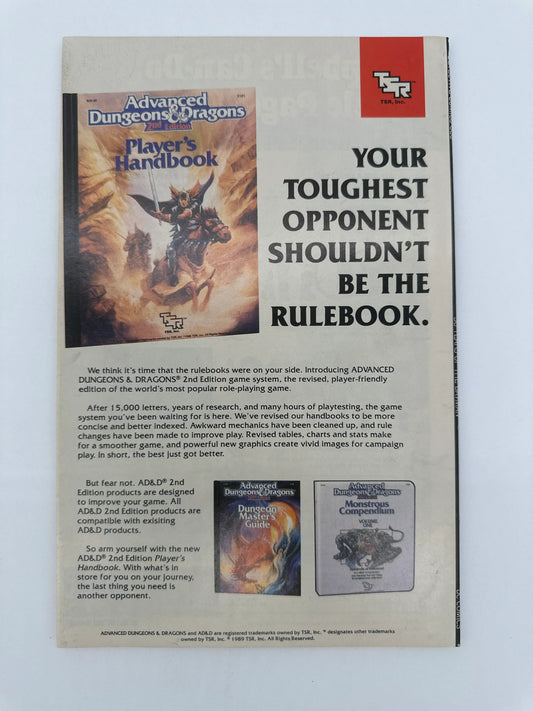 TSR
TSR, Inc.
Advanced
Dungeons & Dragons
2nd Edition
Player's
Handbook
TSR
TSR, Inc.
YOUR
TOUGHEST
OPPONENT
SHOULDN'T
BE THE
RULEBOOK.
We think it's time that the rulebooks were on your side. Introducing ADVANCED
DUNGEONS & DRAGONS® 2nd Edition game system, the revised, player-friendly
edition of the world's most popular role-playing game.
After 15,000 letters, years of research, and many hours of playtesting, the game
system you've been waiting for is here. We've revised our handbooks to be more
concise and better indexed. Awkward mechanics have been cleaned up, and rule
changes have been made to improve play. Revised tables, charts and stats make
for a smoother game, and powerful new graphics create vivid images for campaign
play. In short, the best just got better.
But fear not. AD&D® 2nd
Edition products are designed
to improve your game. All
AD&D 2nd Edition products are
compatible with exisiting
AD&D products.
So arm yourself with the new
AD&D® 2nd Edition Player's
Handbook. With what's in
store for you on your journey,
the last thing you need is
another opponent.
Advanced
Dungeons & Dragons
Dungeon
Master's
Guide
Advanced
Dungeons & Dragons
Monstrous
Compendium
VOLUME
ONE
ADVANCED DUNGEONS & DRAGONS and AD&D are registered trademarks owned by TSR, Inc. ™ designates other trademarks
owned by TSR, Inc. © 1989 TSR, Inc. All Rights Reserved.